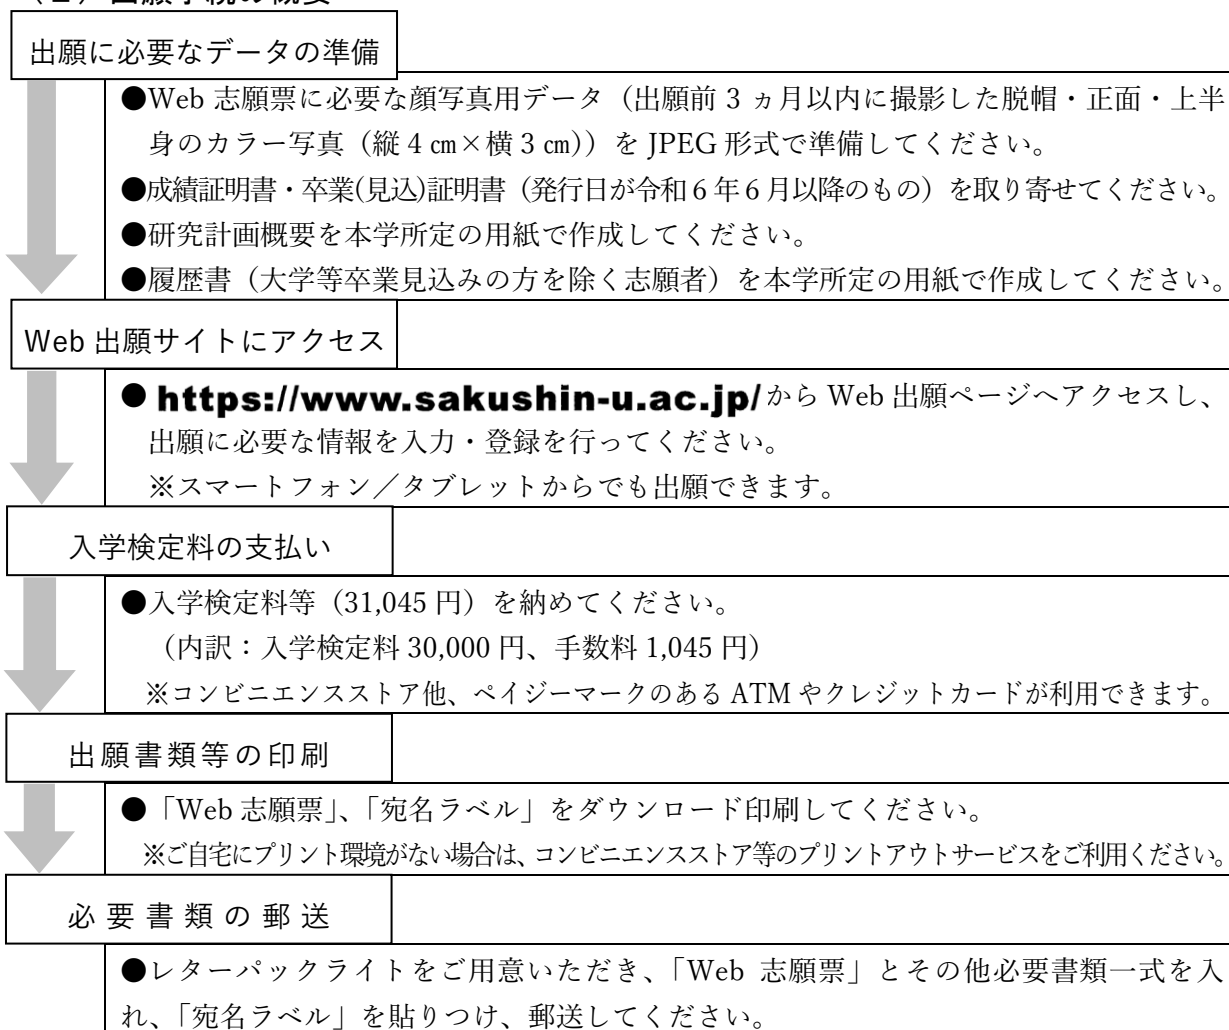 (2)出願手続の概要
出願に必要なデータの準備
●Web 志願票に必要な顔写真用データ（出願前 3 ヵ月以内に撮影した脱帽・正面・上半
身のカラー写真（縦 4 ㎝×横 3 ㎝））を JPEG 形式で準備してください。
●成績証明書・卒業(見込)証明書（発行日が令和 6 年 6 月以降のもの）を取り寄せてください。
●研究計画概要を本学所定の用紙で作成してください。
●履歴書（大学等卒業見込みの方を除く志願者）を本学所定の用紙で作成してください。
Web 出願サイトにアクセス
● https://www.sakushin-u.ac.jp/から Web 出願ページへアクセスし、
出願に必要な情報を入力・登録を行ってください。
※スマートフォン／タブレットからでも出願できます。
入学検定料の支払い
●入学検定料等（31,045 円）を納めてください。
（内訳：入学検定料 30,000 円、手数料 1,045 円）
※コンビニエンスストア他、ペイジーマークのある ATM やクレジットカードが利用できます。
出願書類等の印刷
●「Web 志願票」、「宛名ラベル」をダウンロード印刷してください。
※ご自宅にプリント環境がない場合は、コンビニエンスストア等のプリントアウトサービスをご利用ください。
必要書類の郵送
●レターパックライトをご用意いただき、「Web 志願票」とその他必要書類一式を入
れ、「宛名ラベル」を貼りつけ、郵送してください。